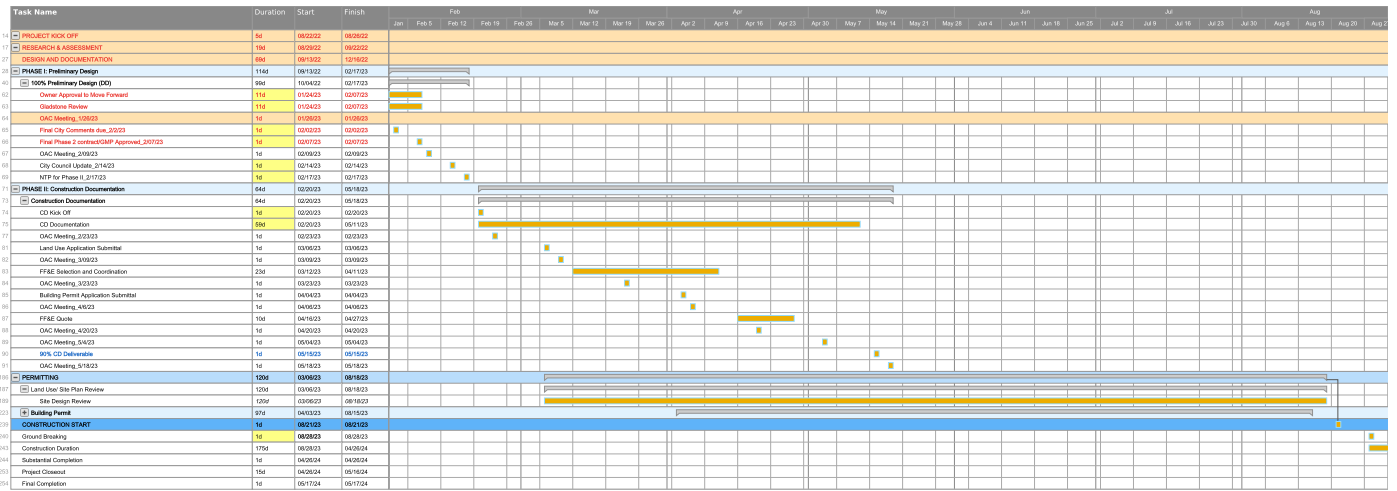 Task Name Duration Start Finish Feb Mar Apr May Jun Jul Aug
Jan Feb 5 Feb 12 Feb 19 Feb 26 Mar 5 Mar 12 Mar 19 Mar 26 Apr 2 Apr 9 Apr 16 Apr 23 Apr 30 May 7 May 14 May 21 May 28 Jun 4 Jun 11 Jun 18 Jun 25 Jul 2 Jul 9 Jul 16 Jul 23 Jul 30 Aug 6 Aug 13 Aug 20 Aug 2
14 PROJECT KICK OFF 5d 08/22/22 08/26/22
17 RESEARCH & ASSESSMENT 19d 08/29/22 09/22/22
27 DESIGN AND DOCUMENTATION 69d 09/13/22 12/16/22
28 PHASE I: Preliminary Design 114d 09/13/22 02/17/23
40 100% Preliminary Design (DD) 99d 10/04/22 02/17/23
62 Owner Approval to Move Forward 11d 01/24/23 02/07/23
63 Gladstone Review 11d 01/24/23 02/07/23
64 OAC Meeting_1/26/23 1d 01/26/23 01/26/23
65 Final City Comments due_2/2/23 1d 02/02/23 02/02/23
66 Final Phase 2 contract/GMP Approved_2/07/23 1d 02/07/23 02/07/23
67 OAC Meeting_2/09/23 1d 02/09/23 02/09/23
68 City Council Update_2/14/23 1d 02/14/23 02/14/23
69 NTP for Phase II_2/17/23 1d 02/17/23 02/17/23
71 PHASE II: Construction Documentation 64d 02/20/23 05/18/23
73 Construction Documentation 64d 02/20/23 05/18/23
74 CD Kick Off 1d 02/20/23 02/20/23
75 CD Documentation 59d 02/20/23 05/11/23
77 OAC Meeting_2/23/23 1d 02/23/23 02/23/23
81 Land Use Application Submittal 1d 03/06/23 03/06/23
82 OAC Meeting_3/09/23 1d 03/09/23 03/09/23
83 FF&E Selection and Coordination 23d 03/12/23 04/11/23
84 OAC Meeting_3/23/23 1d 03/23/23 03/23/23
85 Building Permit Application Submittal 1d 04/04/23 04/04/23
86 OAC Meeting_4/6/23 1d 04/06/23 04/06/23
87 FF&E Quote 10d 04/16/23 04/27/23
88 OAC Meeting_4/20/23 1d 04/20/23 04/20/23
89 OAC Meeting_5/4/23 1d 05/04/23 05/04/23
90 90% CD Deliverable 1d 05/15/23 05/15/23
91 OAC Meeting_5/18/23 1d 05/18/23 05/18/23
PERMITTING 120d 03/06/23 08/18/23
Land Use/ Site Plan Review 120d 03/06/23 08/18/23
Site Design Review 120d 03/06/23 08/18/23
Building Permit 97d 04/03/23 08/15/23
CONSTRUCTION START 1d 08/21/23 08/21/23
Ground Breaking 1d 08/28/23 08/28/23
Construction Duration 175d 08/28/23 04/26/24
Substantial Completion 1d 04/26/24 04/26/24
Project Closeout 15d 04/26/24 05/16/24
Final Completion 1d 05/17/24 05/17/24